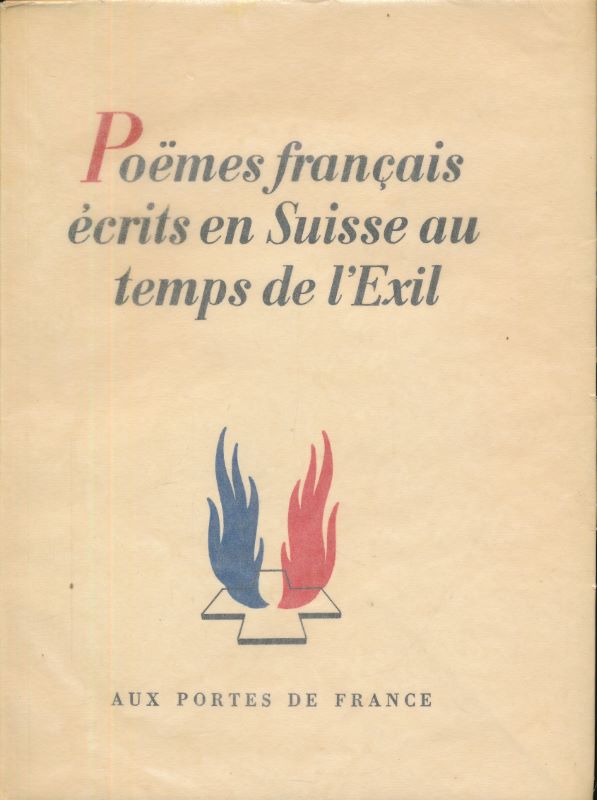 Poëmes français
écrits en Suisse au
temps de l'Exil
AUX PORTES DE FRANCE